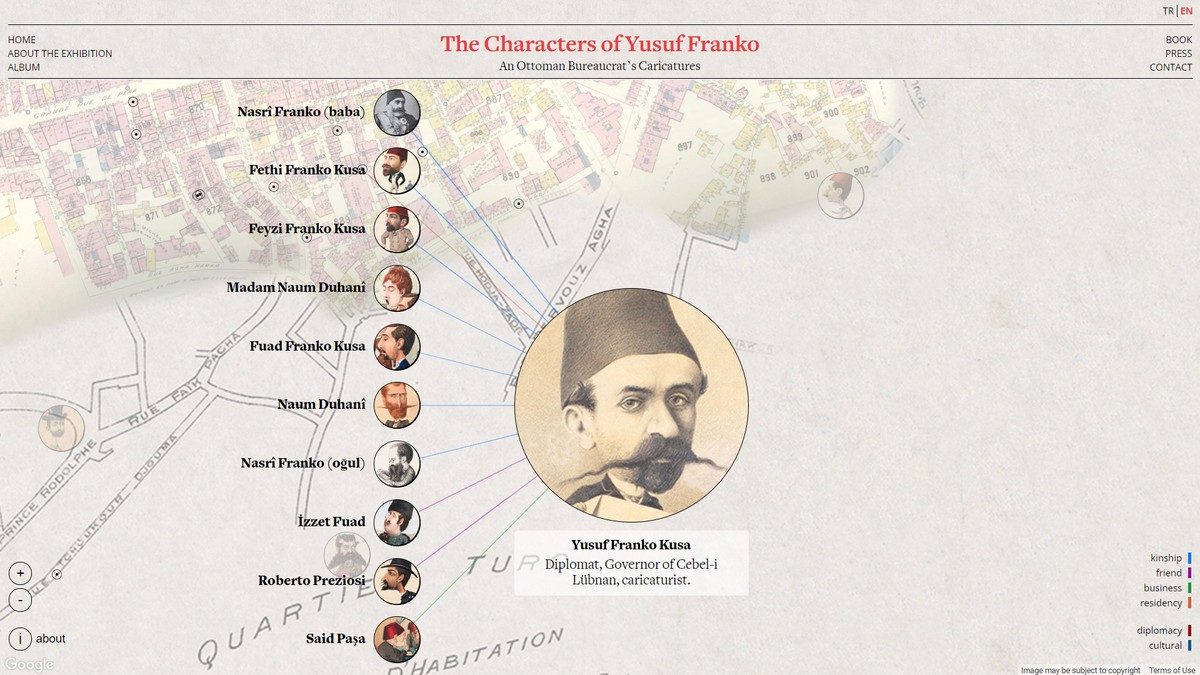 TR | EN
HOME
ABOUT THE EXHIBITION
ALBUM
The Characters of Yusuf Franko
An Ottoman Bureaucrat's Caricatures
BOOK
PRESS
CONTACT
Nasrî Franko (baba)
Fethi Franko Kusa
Feyzi Franko Kusa
Madam Naum Duhanî
Fuad Franko Kusa
Naum Duhanî
Nasrî Franko (oğul)
İzzet Fuad
Roberto Preziosi
Said Paşa
Yusuf Franko Kusa
Diplomat, Governor of Cebel-i
Lübnan, caricaturist.
870
887
868
871
872
889
890
897
898
899
900
901
902
RUE HODJA-ZADE
AGHA
RUE FAIK PACHA
PRINCE RODOLPHE
DJOUMA
QUARTIE
TURC
D'HABITATION
+
-
i about
kinship
friend
business
residency
diplomacy
cultural
Google
Image may be subject to copyright
Terms of Use